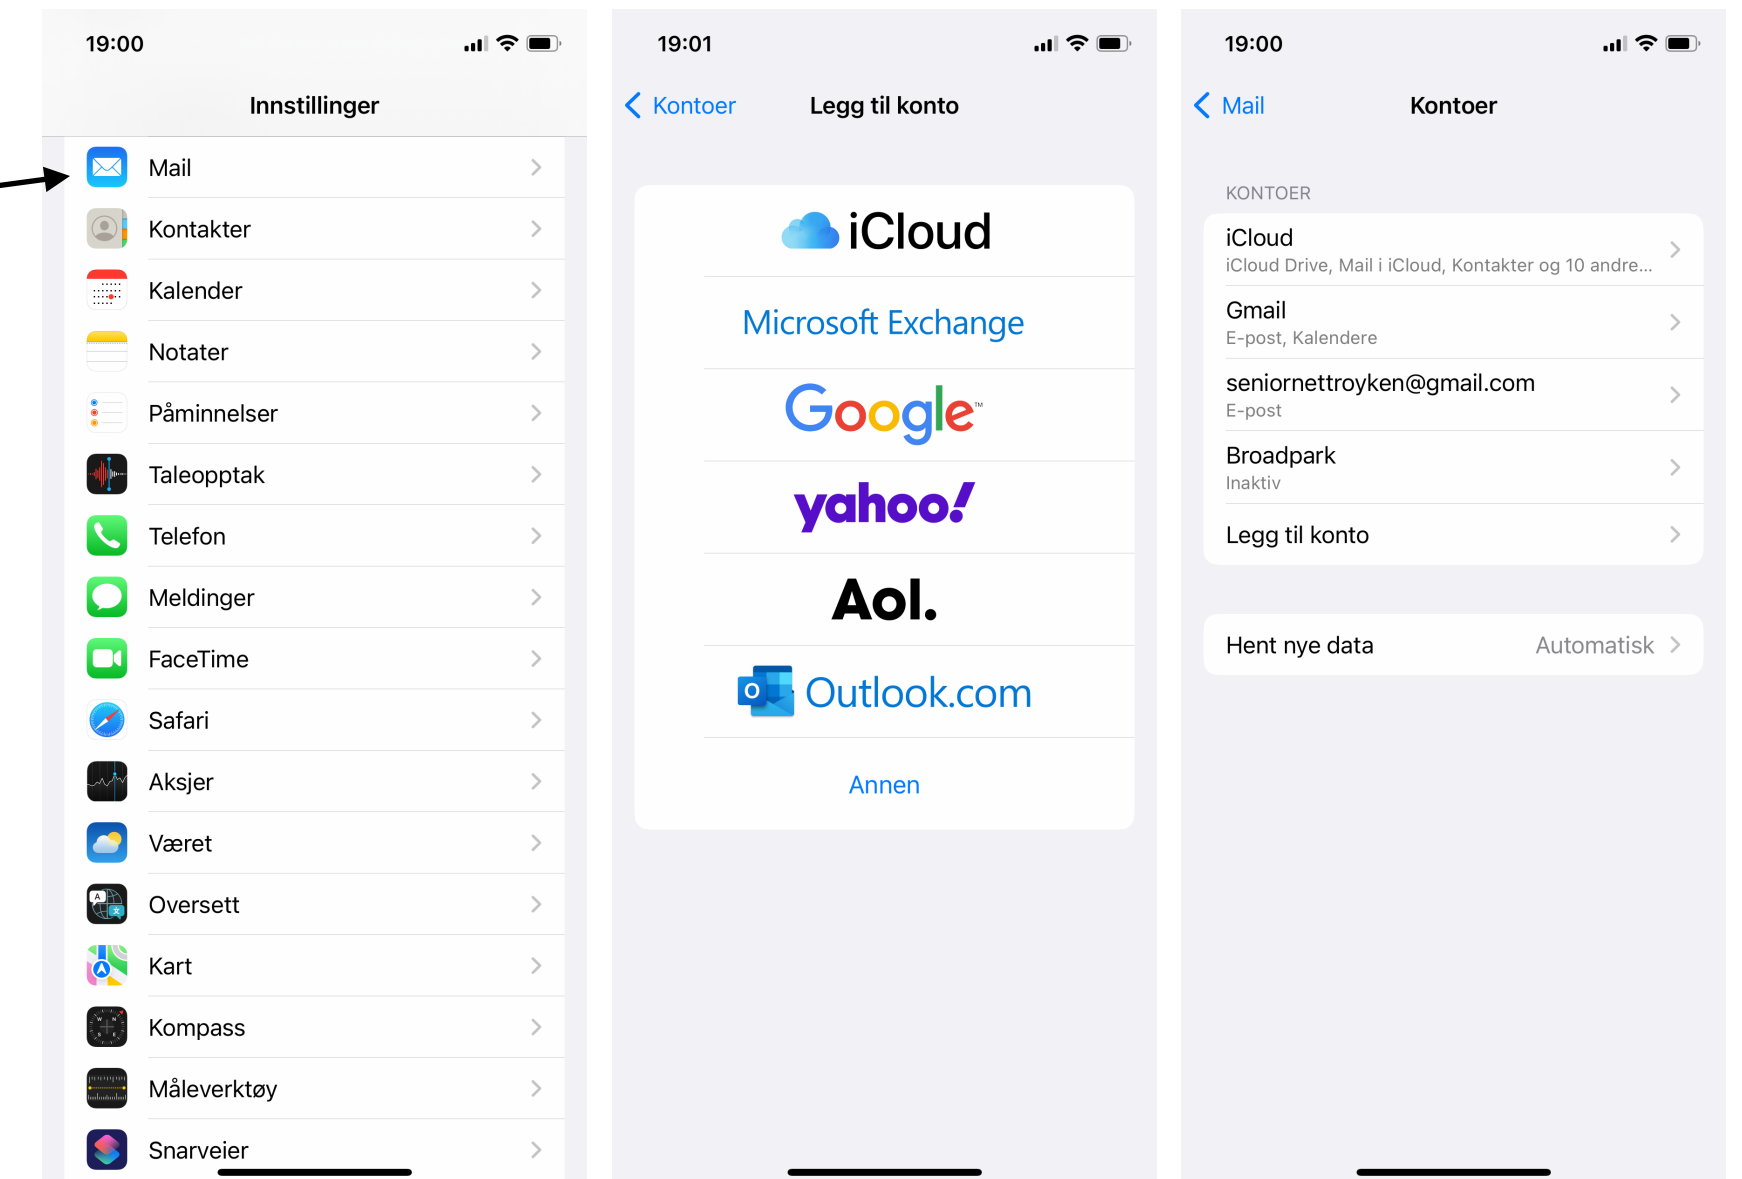 19:00
Innstillinger
Mail
Kontakter
Kalender
Notater
Påminnelser
Taleopptak
Telefon
Meldinger
FaceTime
Safari
Aksjer
Været
Oversett
Kart
Kompass
Måleverktøy
Snarveier
19:01
Kontoer
Legg til konto
iCloud
Microsoft Exchange
Google™
yahoo!
Aol.
Outlook.com
Annen
19:00
Mail
Kontoer
KONTOER
iCloud
iCloud Drive, Mail i iCloud, Kontakter og 10 andre...
Gmail
E-post, Kalendere
seniornettroyken@gmail.com
E-post
Broadpark
Inaktiv
Legg til konto
Hent nye data Automatisk